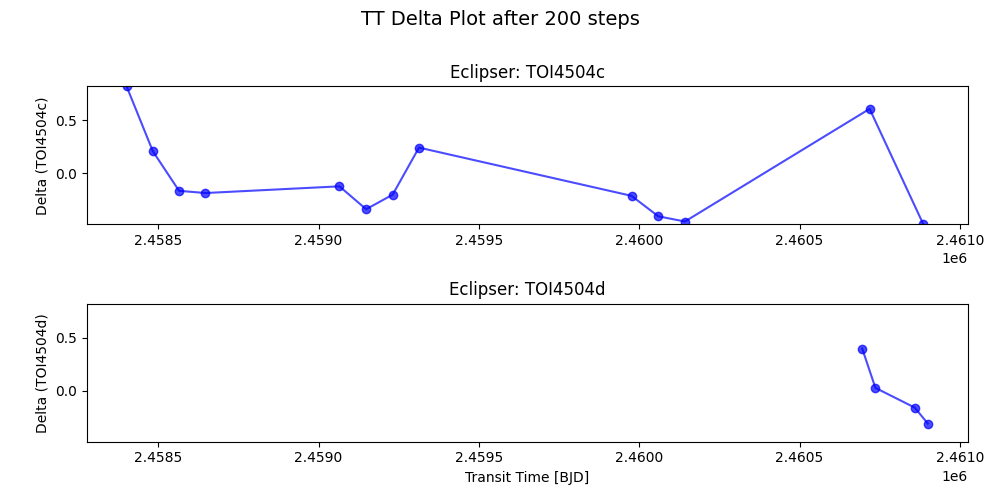 TT Delta Plot after 200 steps
Eclipser: TOI4504c
Delta (TOI4504c)
0.5
0.0
2.4585 2.4590 2.4595 2.4600 2.4605 2.4610
1e6
Eclipser: TOI4504d
Delta (TOI4504d)
0.5
0.0
2.4585 2.4590 2.4595 2.4600 2.4605 2.4610
1e6
Transit Time [BJD]